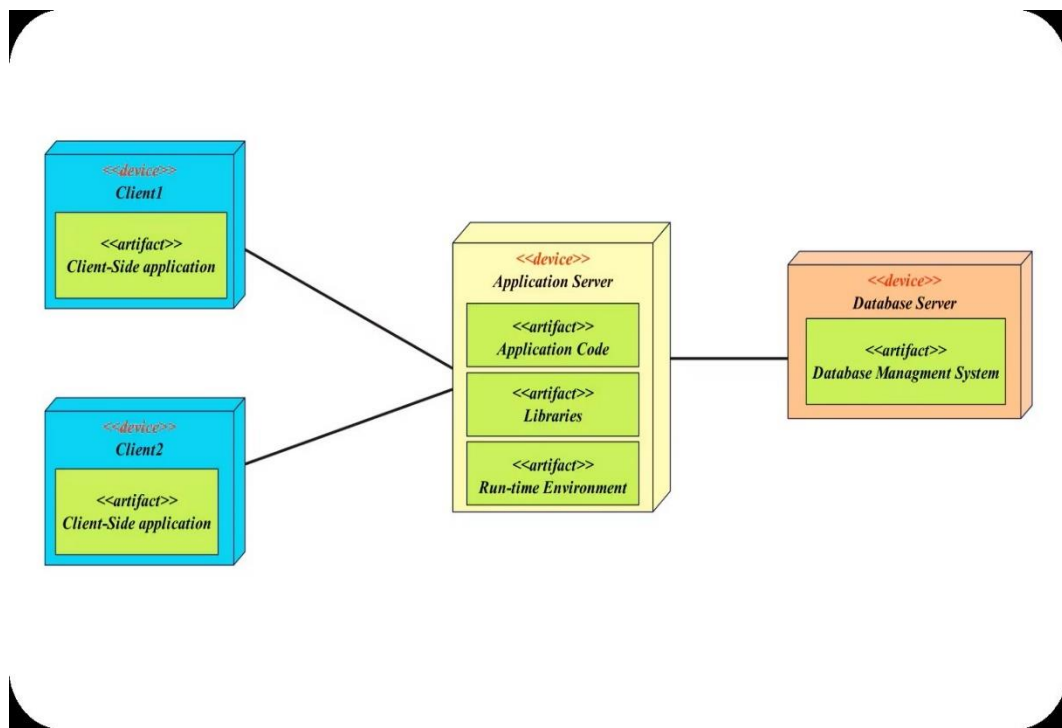 <<device>>
Client1
<<artifact>>
Client-Side application
<<device>>
Client2
<<artifact>>
Client-Side application
<<device>>
Application Server
<<artifact>>
Application Code
<<artifact>>
Libraries
<<artifact>>
Run-time Environment
<<device>>
Database Server
<<artifact>>
Database Managment System